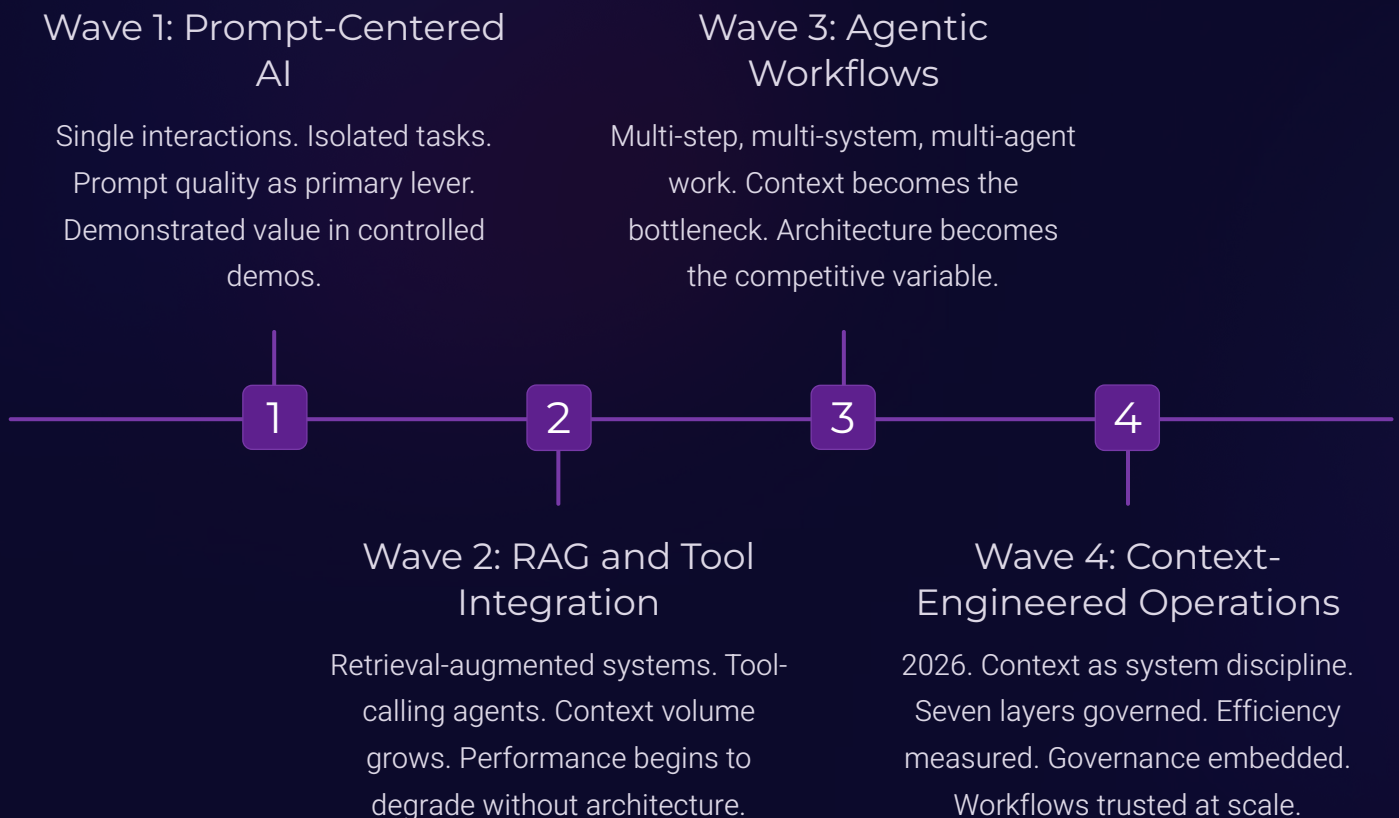 Wave 1: Prompt-Centered
AI
Single interactions. Isolated tasks.
Prompt quality as primary lever.
Demonstrated value in controlled
demos.
Wave 3: Agentic
Workflows
Multi-step, multi-system, multi-agent
work. Context becomes the
bottleneck. Architecture becomes
the competitive variable.
1
2
3
4
Wave 2: RAG and Tool
Integration
Retrieval-augmented systems. Tool-
calling agents. Context volume
grows. Performance begins to
degrade without architecture.
Wave 4: Context-
Engineered Operations
2026. Context as system discipline.
Seven layers governed. Efficiency
measured. Governance embedded.
Workflows trusted at scale.